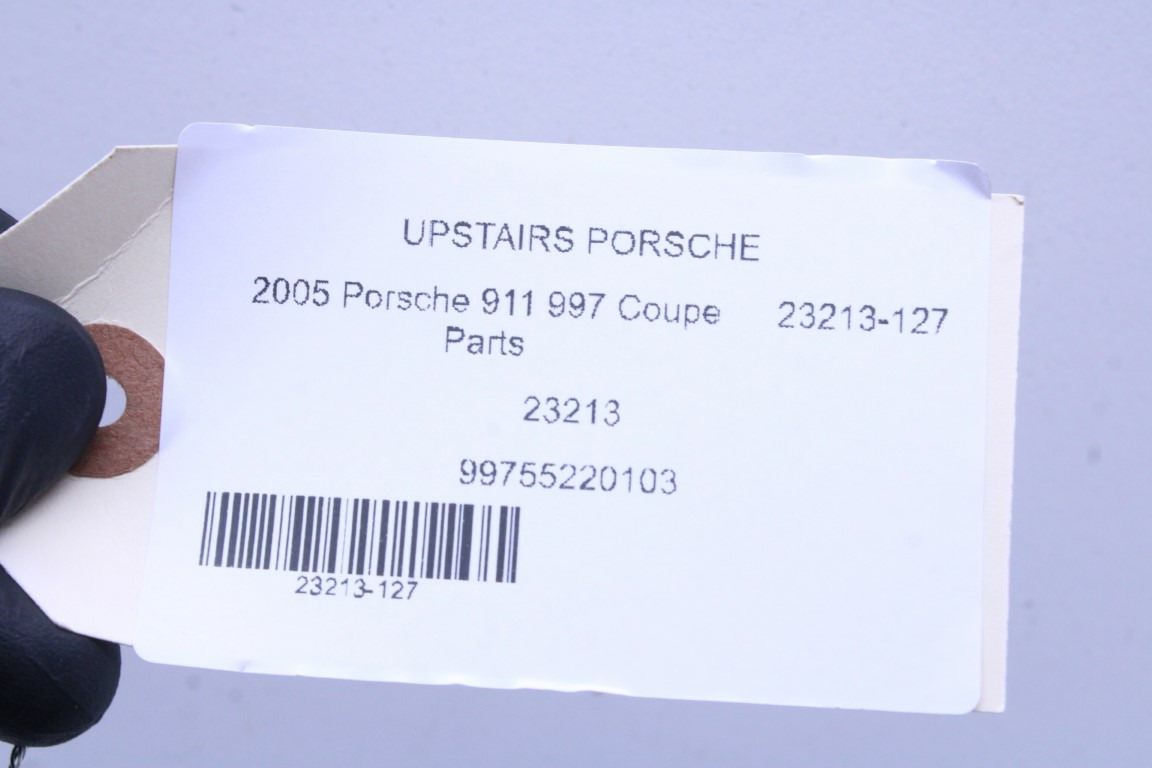 UPSTAIRS PORSCHE
2005 Porsche 911 997 Coupe 23213-127
Parts
23213
99755220103
23213-127